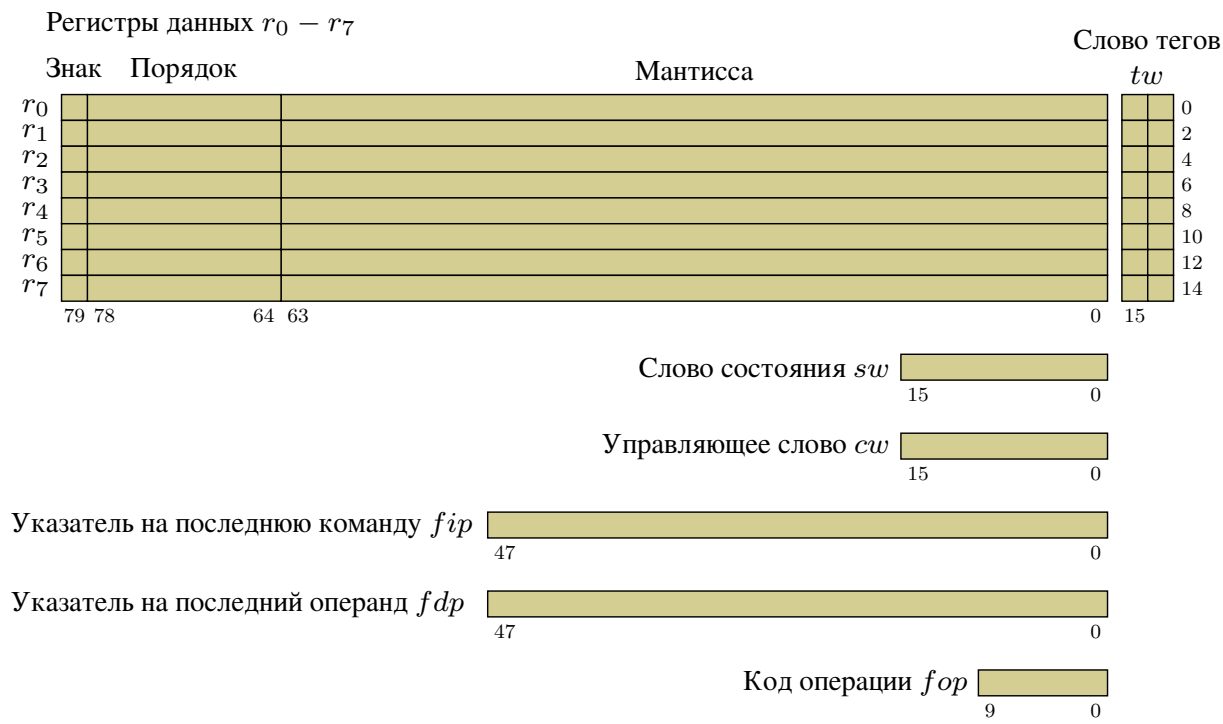 Регистры данных r0 − r7
Слово тегов
Знак Порядок Мантисса tw
r0 0
r1 2
r2 4
r3 6
r4 8
r5 10
r6 12
r7 14
79 78 64 63 0 15
Слово состояния sw
15 0
Управляющее слово cw
15 0
Указатель на последнюю команду fip
47 0
Указатель на последний операнд fdp
47 0
Код операции fop
9 0